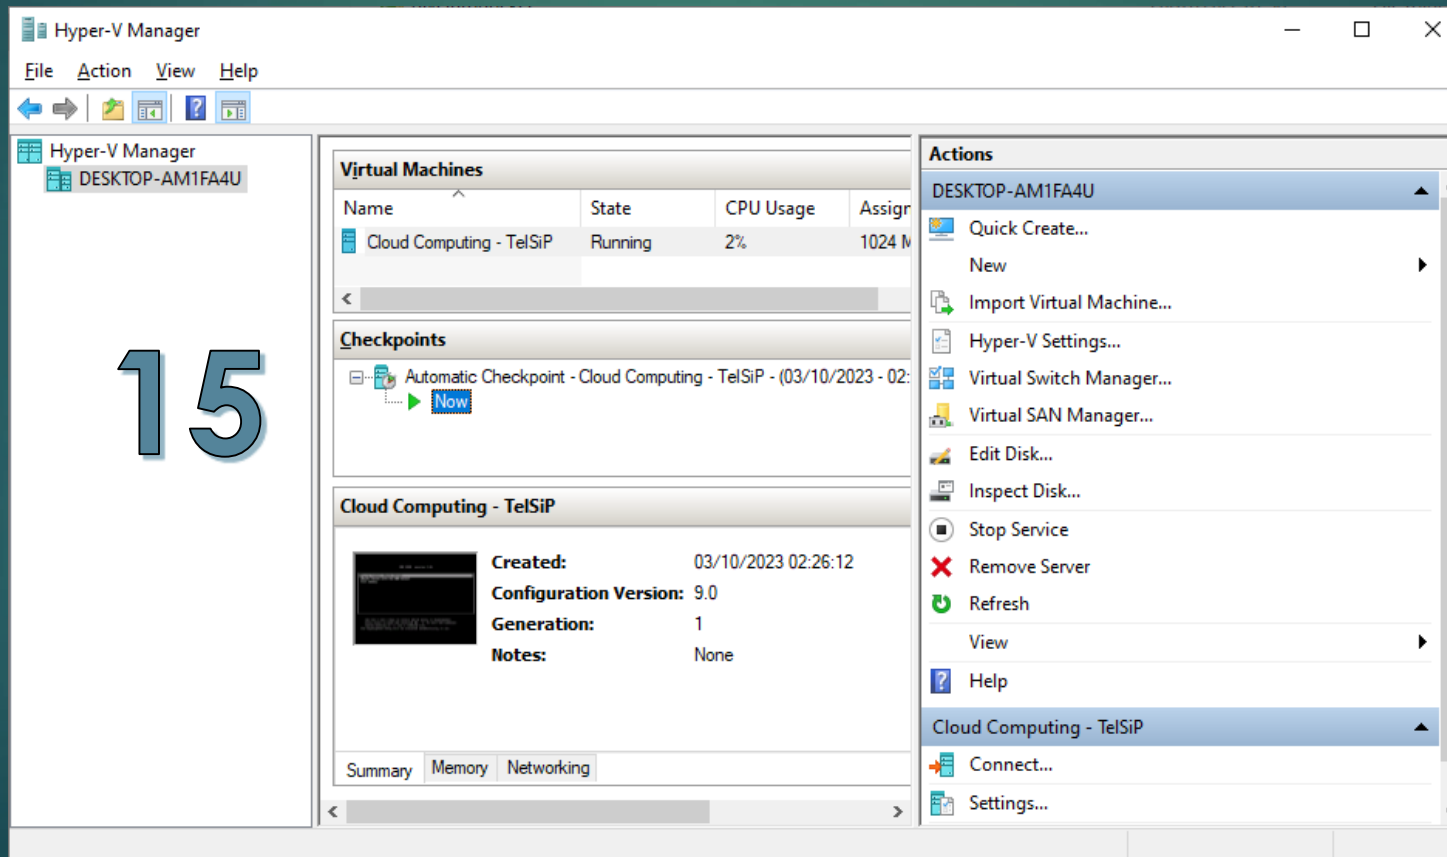 Hyper-V Manager
File Action View Help
Hyper-V Manager
DESKTOP-AM1FA4U
15
Virtual Machines
Name State CPU Usage Assign
Cloud Computing - TelSiP Running 2% 1024 M
Checkpoints
Automatic Checkpoint - Cloud Computing - TelSiP - (03/10/2023 - 02:
Now
Cloud Computing - TelSiP
Created: 03/10/2023 02:26:12
Configuration Version: 9.0
Generation: 1
Notes: None
Summary Memory Networking
Actions
DESKTOP-AM1FA4U
Quick Create...
New
Import Virtual Machine...
Hyper-V Settings...
Virtual Switch Manager...
Virtual SAN Manager...
Edit Disk...
Inspect Disk...
Stop Service
Remove Server
Refresh
View
Help
Cloud Computing - TelSiP
Connect...
Settings...